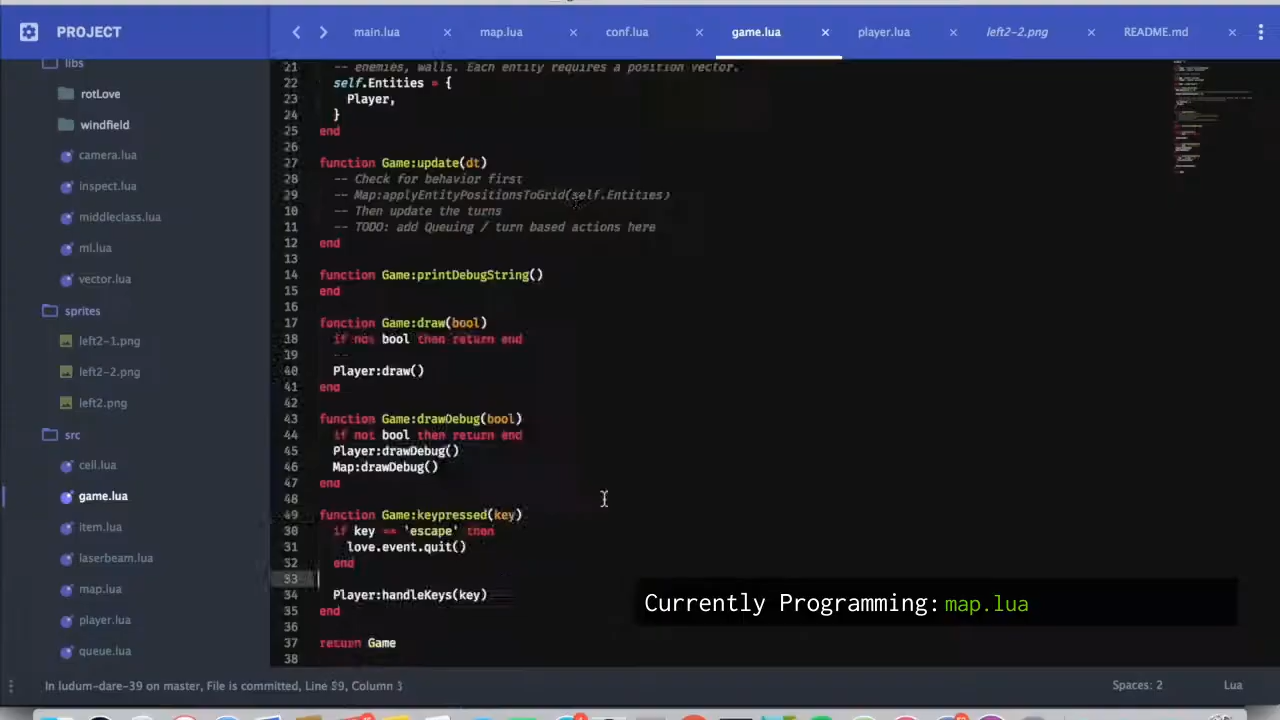 PROJECT
main.lua
map.lua
conf.lua
game.lua
player.lua
left2-2.png
README.md
libs
rotLove
windfield
camera.lua
inspect.lua
middleclass.lua
ml.lua
vector.lua
sprites
left2-1.png
left2-2.png
left2.png
src
cell.lua
game.lua
item.lua
laserbeam.lua
map.lua
player.lua
queue.lua
21 -- enemies, walls. Each entity requires a position vector.
22 self.Entities = {
23 Player,
24 }
25 end
26
27 function Game:update(dt)
28 -- Check for behavior first
29 -- Map:applyEntityPositionsToGrid(self.Entities)
10 -- Then update the turns
11 -- TODO: add Queuing / turn based actions here
12 end
13
14 function Game:printDebugString()
15 end
16
17 function Game:draw(bool)
18 if not bool then return end
39 --
40 Player:draw()
41 end
42
43 function Game:drawDebug(bool)
44 if not bool then return end
45 Player:drawDebug()
46 Map:drawDebug()
47 end
48
49 function Game:keypressed(key)
30 if key == 'escape' then
31 love.event.quit()
32 end
33
34 Player:handleKeys(key)
35 end
36
37 return Game
38
Currently Programming: map.lua
In ludum-dare-39 on master, File is committed, Line 59, Column
Spaces: 2
Lua